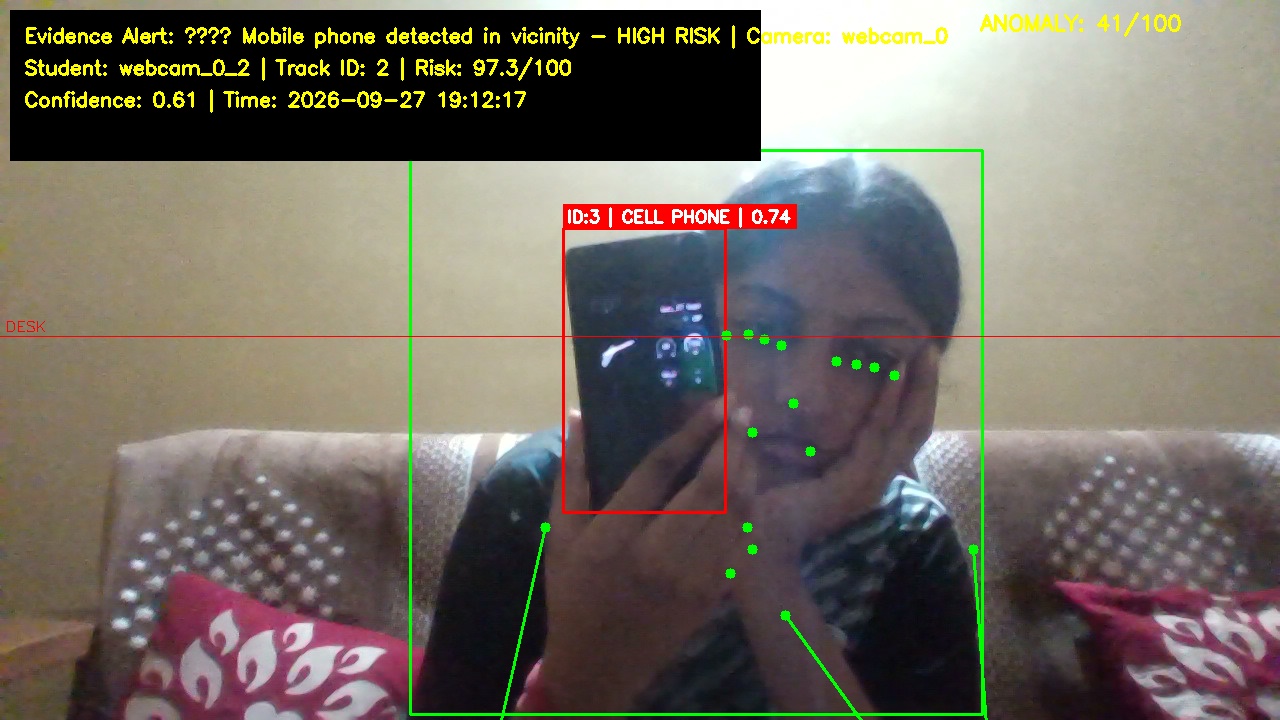 Evidence Alert: ???? Mobile phone detected in vicinity - HIGH RISK | Camera: webcam_0
ANOMALY: 41/100
Student: webcam_0_2 | Track ID: 2 | Risk: 97.3/100
Confidence: 0.61 | Time: 2026-09-27 19:12:17
ID:3 | CELL PHONE | 0.74
DESK